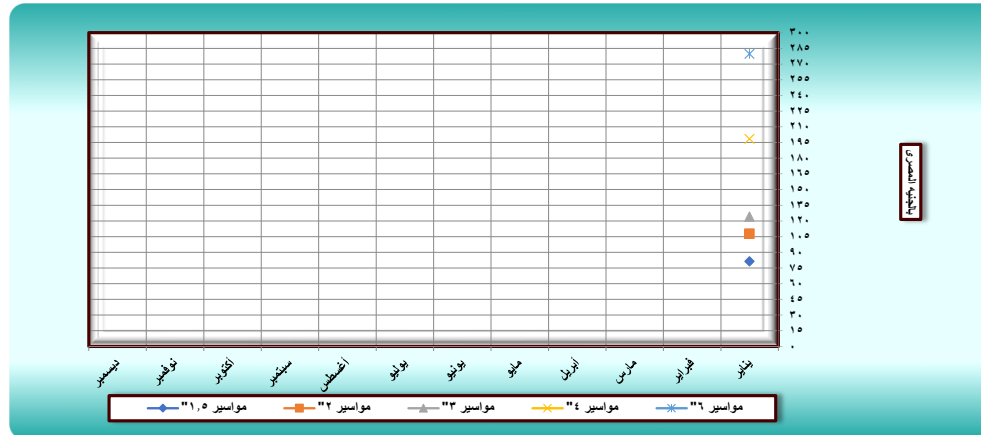 ٣٠٠
٢٨٥
٢٧٠
٢٥٥
٢٤٠
٢٢٥
٢١٠
١٩٥
١٨٠
١٦٥
١٥٠
١٣٥
١٢٠
١٠٥
٩٠
٧٥
٦٠
٤٥
٣٠
١٥
٠
بالجنيه المصرى
يناير
فبراير
مارس
أبريل
مايو
يونيو
يوليو
أغسطس
سبتمبر
أكتوبر
نوفمبر
ديسمبر
مواسير ٦"
مواسير ٤"
مواسير ٣"
مواسير ٢"
مواسير ١,٥"